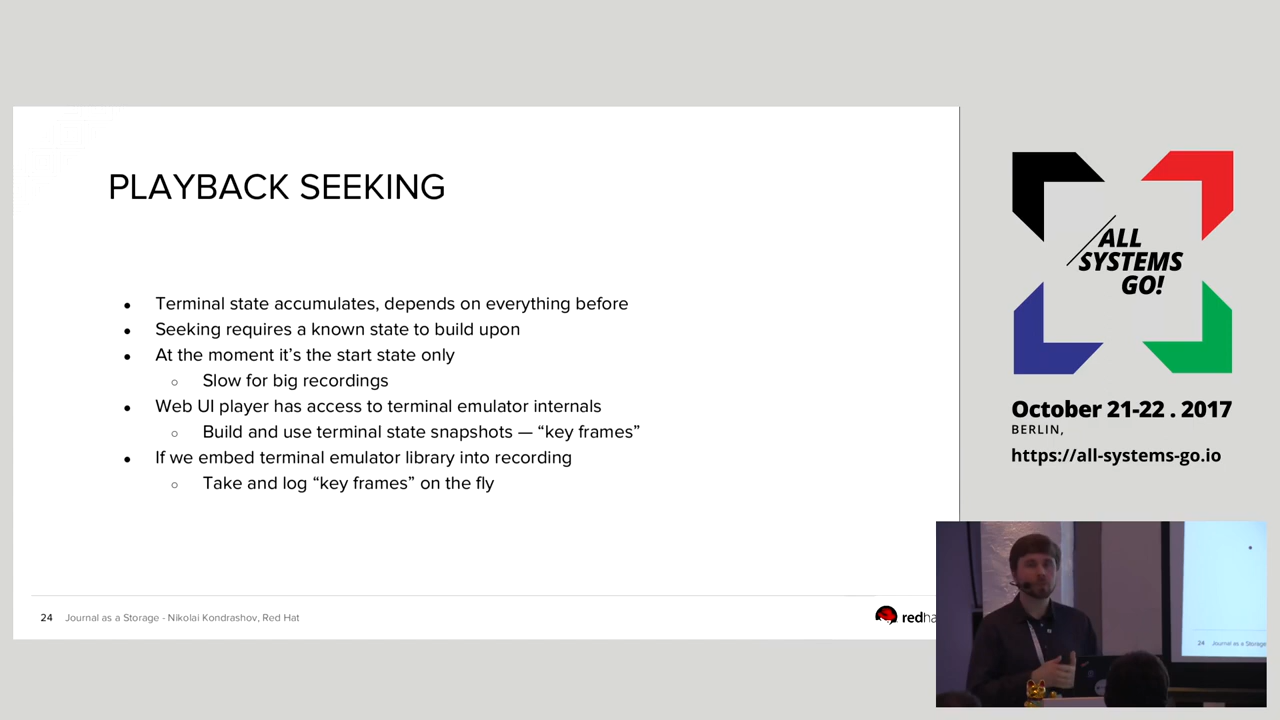 PLAYBACK SEEKING
● Terminal state accumulates, depends on everything before
● Seeking requires a known state to build upon
● At the moment it's the start state only
○ Slow for big recordings
● Web UI player has access to terminal emulator internals
○ Build and use terminal state snapshots — “key frames”
● If we embed terminal emulator library into recording
○ Take and log “key frames” on the fly
24 Journal as a Storage - Nikolai Kondrashov, Red Hat
redha
ALL
SYSTEMS
GO!
October 21-22 . 2017
BERLIN,
https://all-systems-go.io
24 Journal as a Storage